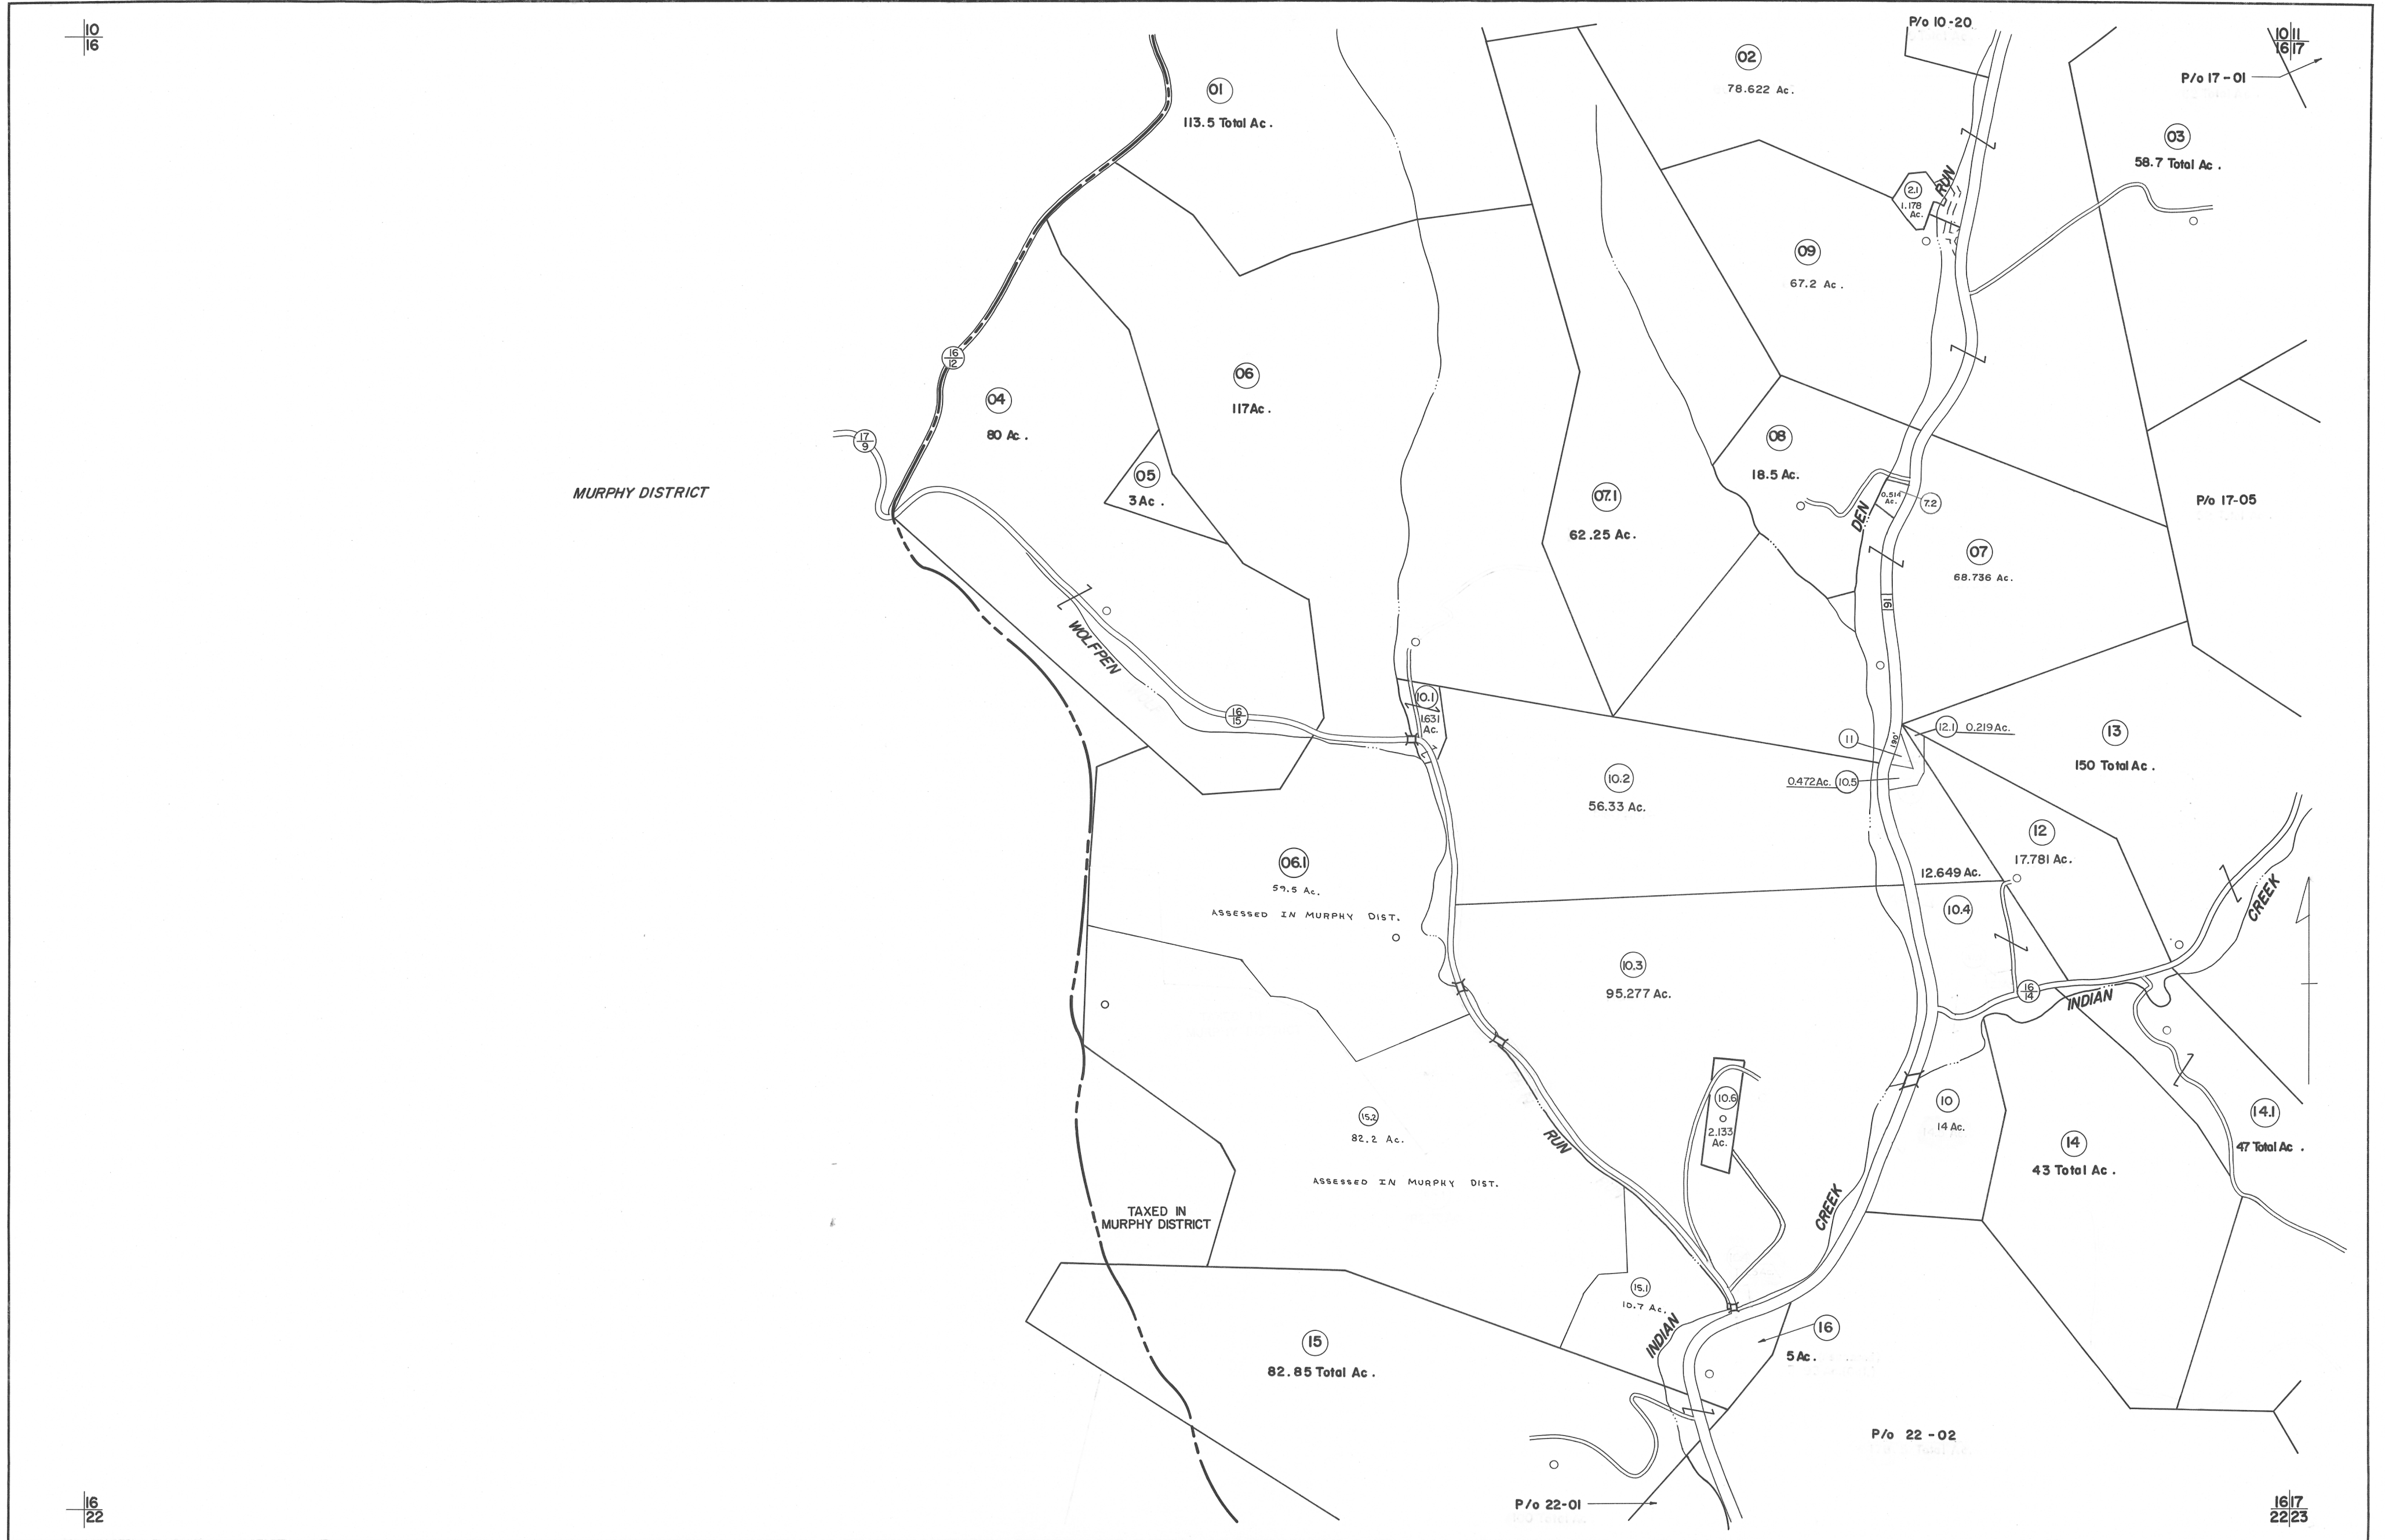 10
16
P/o 10-20
10 11
16 17
P/o 17-01
01
113.5 Total Ac.
02
78.622 Ac.
03
58.7 Total Ac.
2.1
1.178
Ac.
RUN
09
67.2 Ac.
16
12
04
80 Ac.
06
117 Ac.
17
9
05
3 Ac.
08
18.5 Ac.
MURPHY DISTRICT
07.1
62.25 Ac.
0.514
Ac.
7.2
P/o 17-05
DEN
07
68.736 Ac.
16
WOLFPEN
16
15
10.1
1.631
Ac.
11
190'
12.1 0.219 Ac.
13
150 Total Ac.
10.2
56.33 Ac.
0.472 Ac. 10.5
12
17.781 Ac.
06.1
59.5 Ac.
ASSESSED IN MURPHY DIST.
12.649 Ac.
10.4
CREEK
10.3
95.277 Ac.
16
14
INDIAN
15.2
82.2 Ac.
ASSESSED IN MURPHY DIST.
RUN
10.6
2.133
Ac.
10
14 Ac.
14
43 Total Ac.
14.1
47 Total Ac.
TAXED IN
MURPHY DISTRICT
CREEK
15.1
10.7 Ac.
INDIAN
16
5 Ac.
15
82.85 Total Ac.
P/o 22-02
P/o 22-01
16
22
16 17
22 23